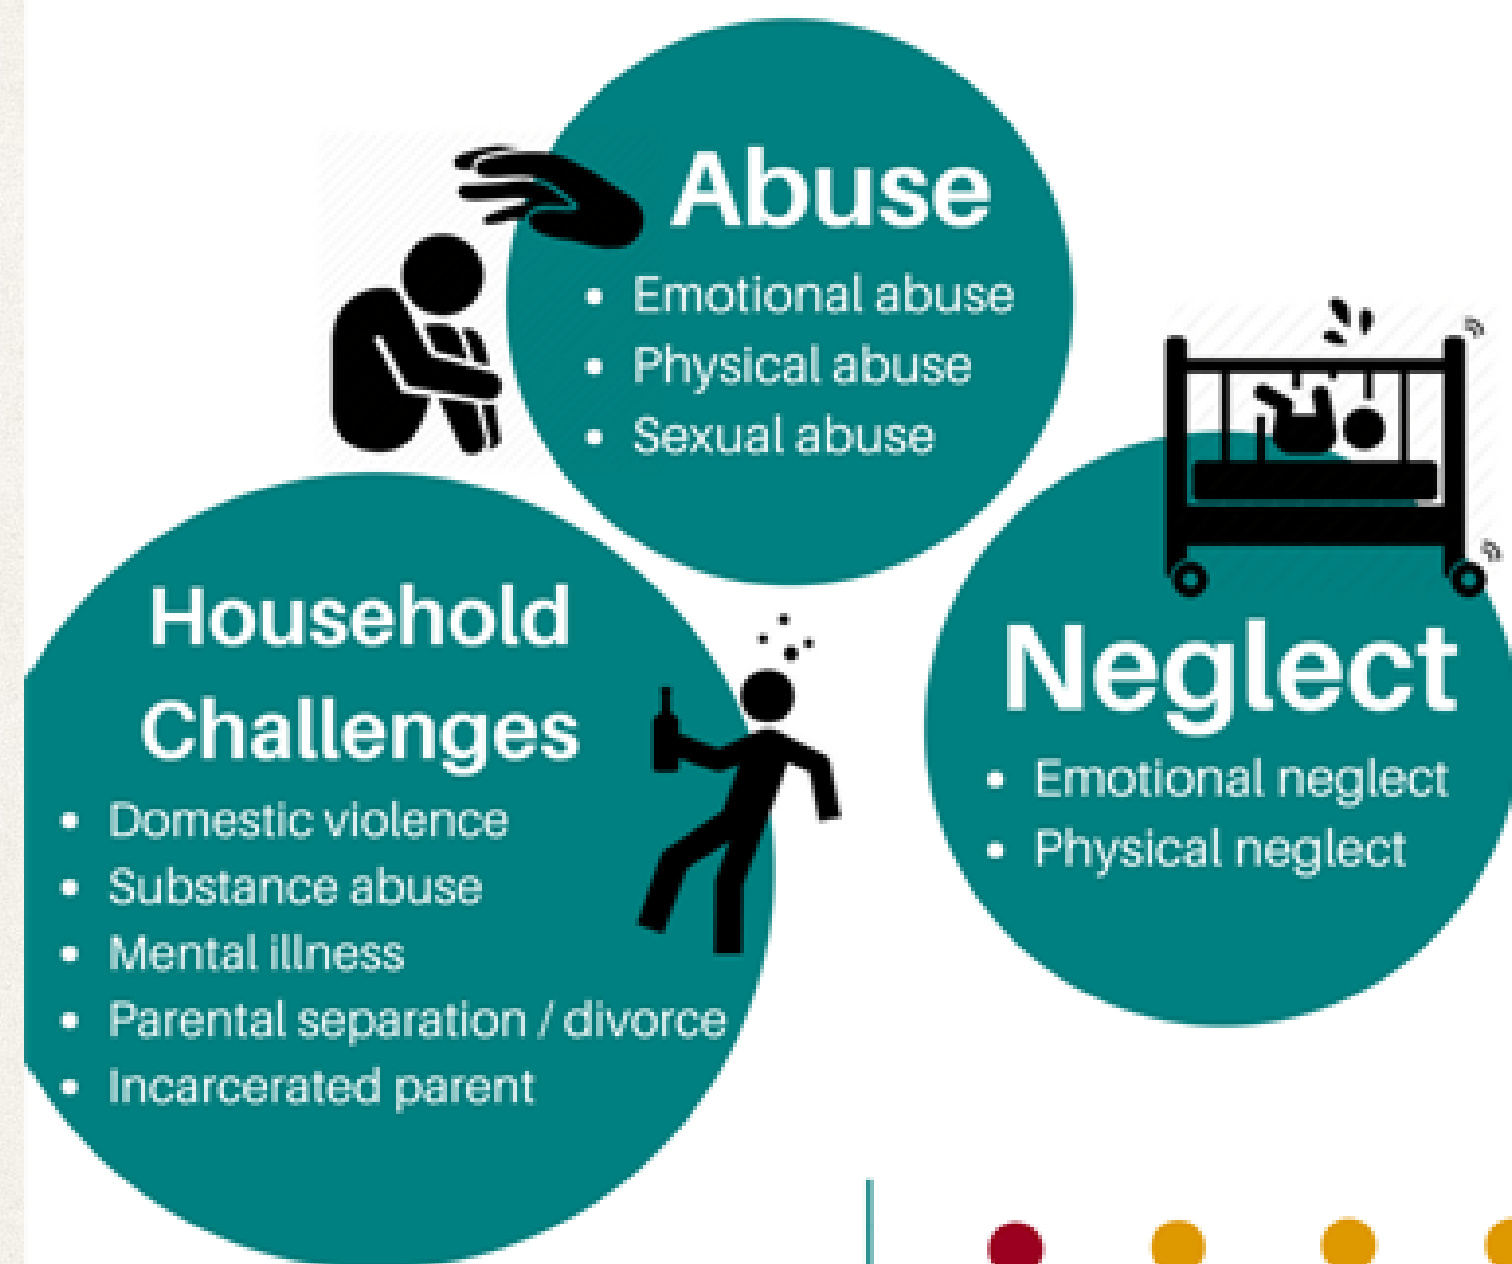 Abuse
• Emotional abuse
• Physical abuse
• Sexual abuse
Household
Challenges
• Domestic violence
• Substance abuse
• Mental illness
• Parental separation / divorce
• Incarcerated parent
Neglect
• Emotional neglect
• Physical neglect